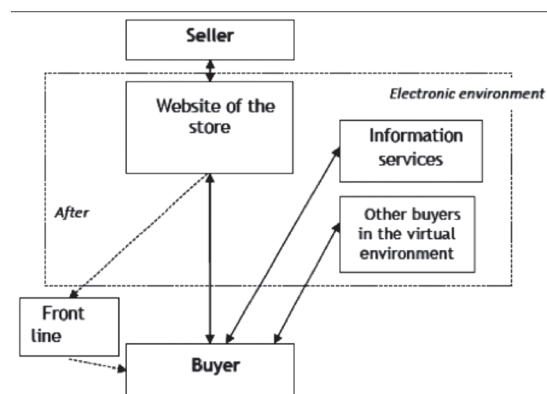 Seller
Electronic environment
Website of the
store
Information
services
After
Other buyers
in the virtual
environment
Front
line
Buyer